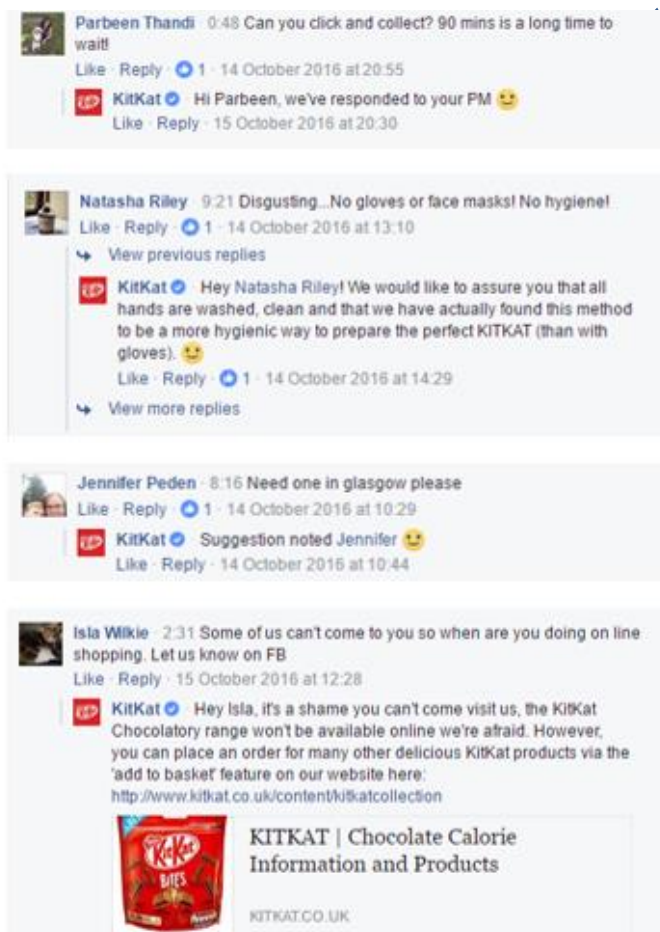 Parbeen Thandi · 0:48 Can you click and collect? 90 mins is a long time to
wait!
Like · Reply · 1 · 14 October 2016 at 20:55
KitKat · Hi Parbeen, we've responded to your PM
Like · Reply · 15 October 2016 at 20:30
Natasha Riley · 9:21 Disgusting...No gloves or face masks! No hygiene!
Like · Reply · 1 · 14 October 2016 at 13:10
View previous replies
KitKat · Hey Natasha Riley! We would like to assure you that all
hands are washed, clean and that we have actually found this method
to be a more hygienic way to prepare the perfect KITKAT (than with
gloves).
Like · Reply · 1 · 14 October 2016 at 14:29
View more replies
Jennifer Peden · 8:16 Need one in glasgow please
Like · Reply · 1 · 14 October 2016 at 10:29
KitKat Suggestion noted Jennifer
Like · Reply · 14 October 2016 at 10:44
Isla Wilkie · 2:31 Some of us can't come to you so when are you doing on line
shopping. Let us know on FB
Like · Reply · 15 October 2016 at 12:28
KitKat · Hey Isla, it's a shame you can't come visit us, the KitKat
Chocolatory range won't be available online we're afraid. However,
you can place an order for many other delicious KitKat products via the
'add to basket' feature on our website here:
http://www.kitkat.co.uk/content/kitkatcollection
KitKat
BITES
KITKAT | Chocolate Calorie
Information and Products
KITKAT.CO.UK